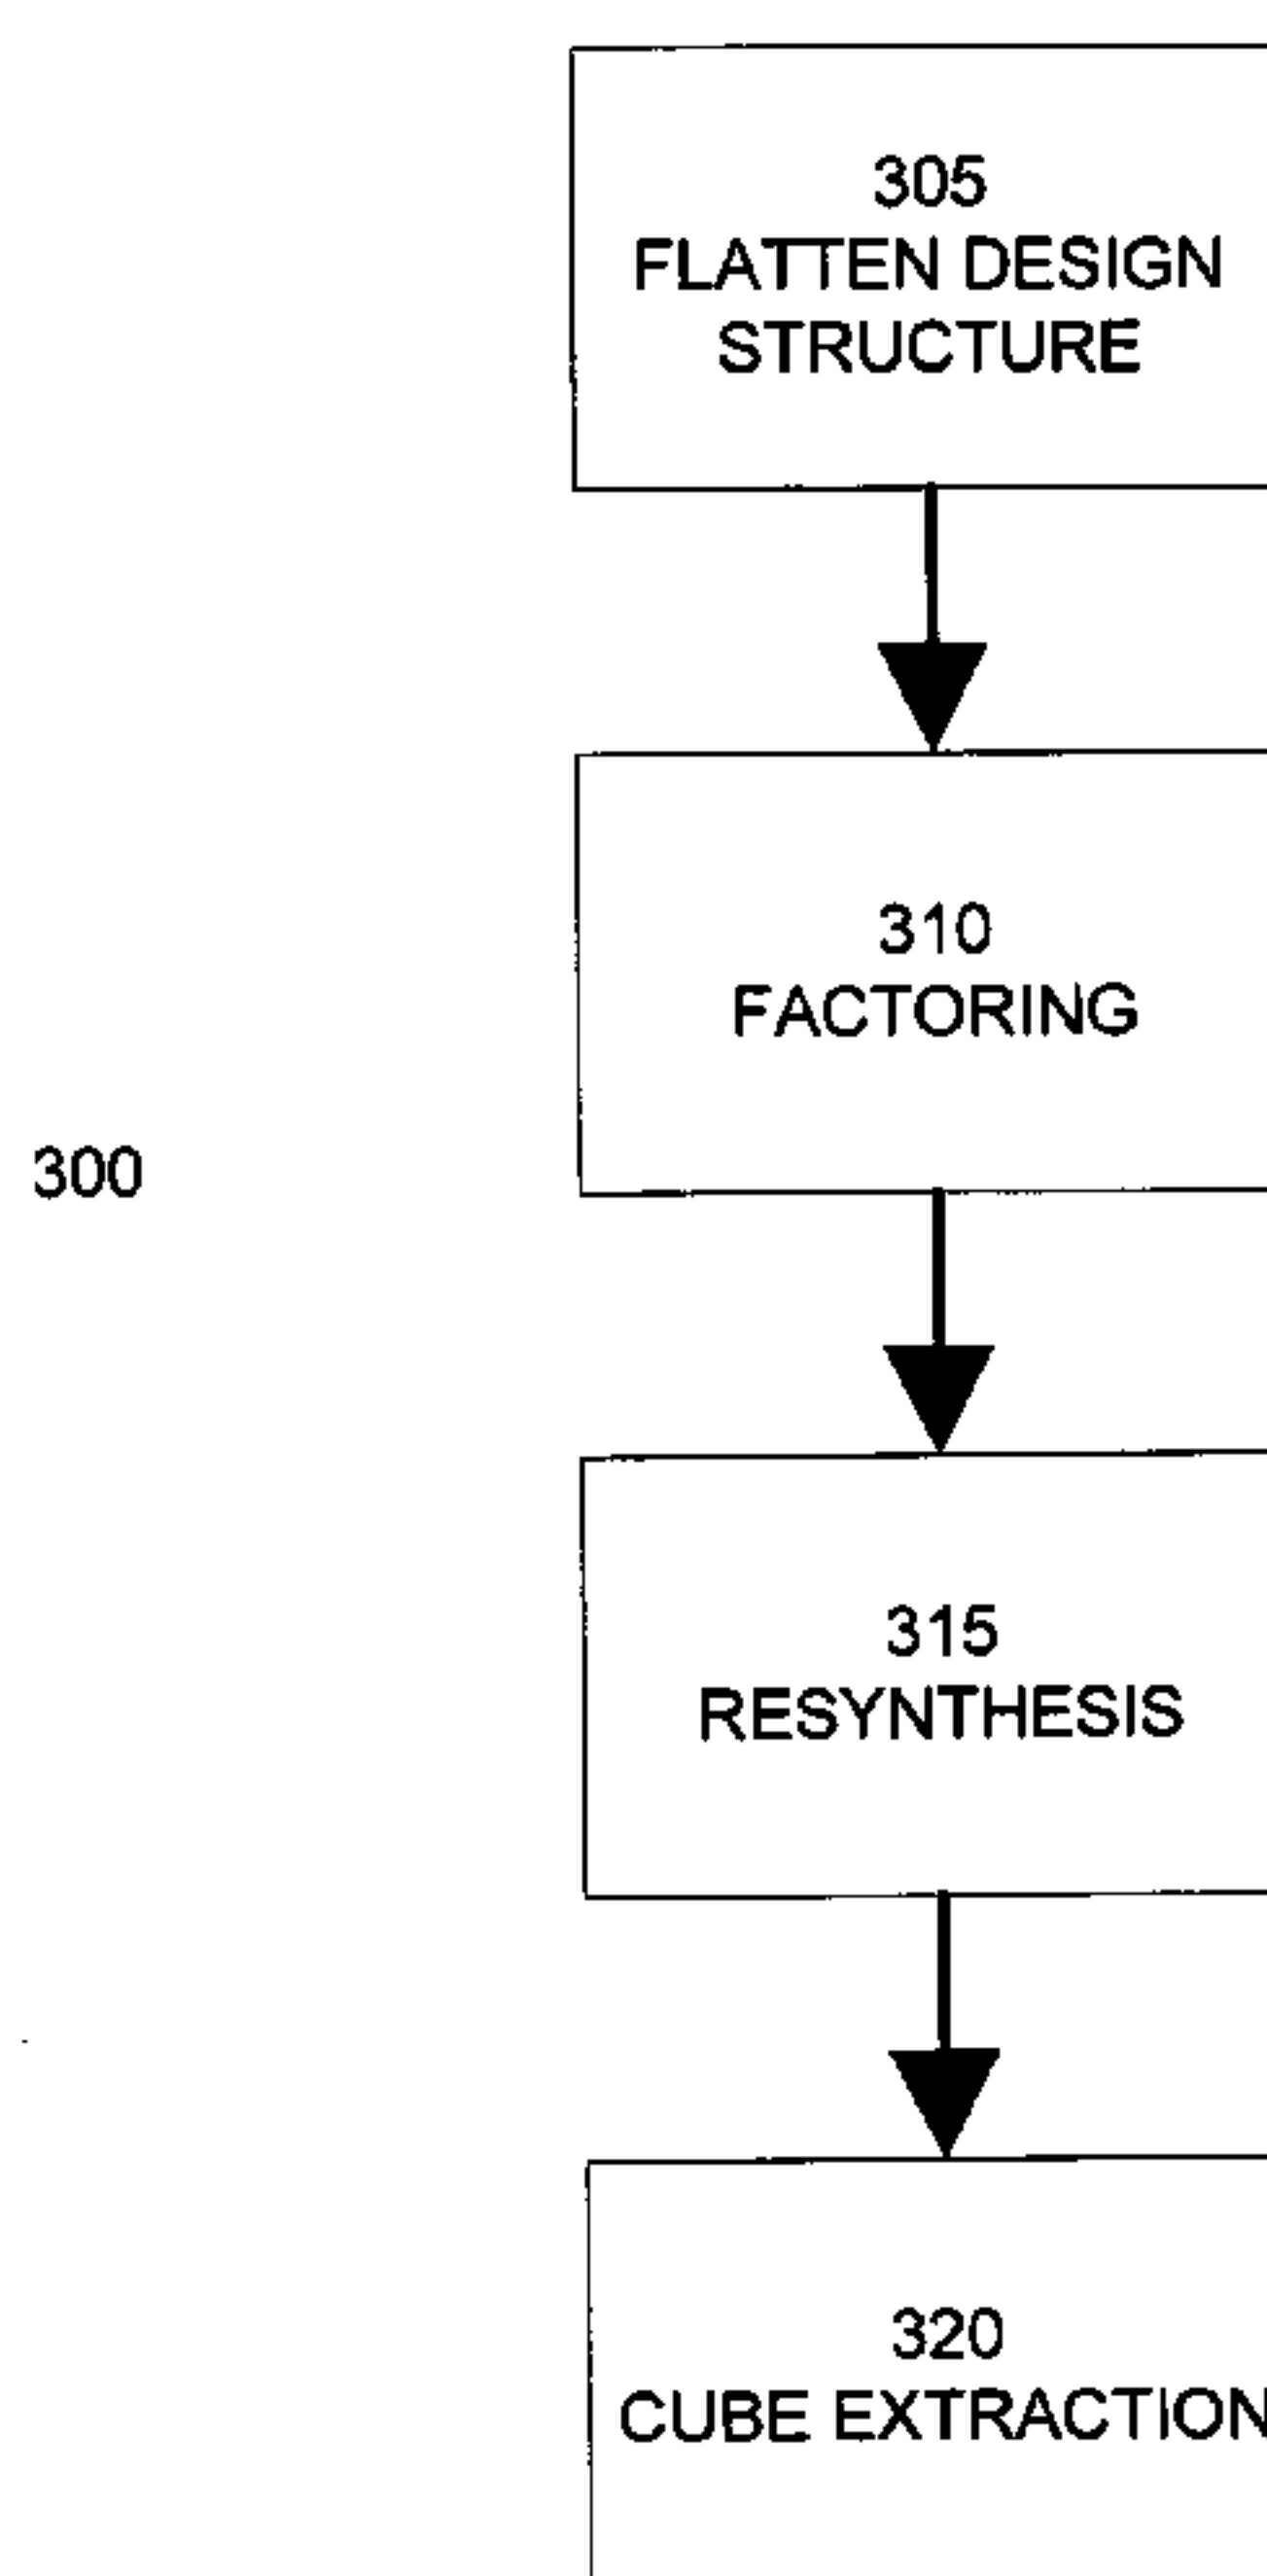 305
FLATTEN DESIGN
STRUCTURE
310
FACTORING
300
315
RESYNTHESIS
320
CUBE EXTRACTION